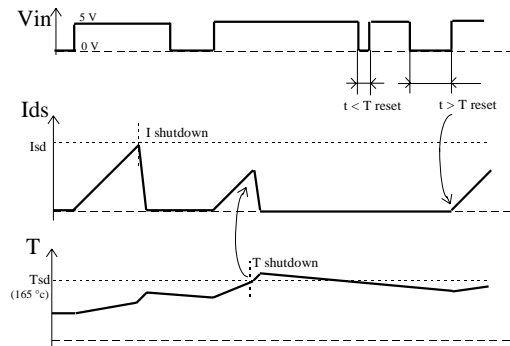 Vin
5 V
0 V
t < T reset
t > T reset
Ids
I shutdown
Isd
T
T shutdown
Tsd
(165 °c)